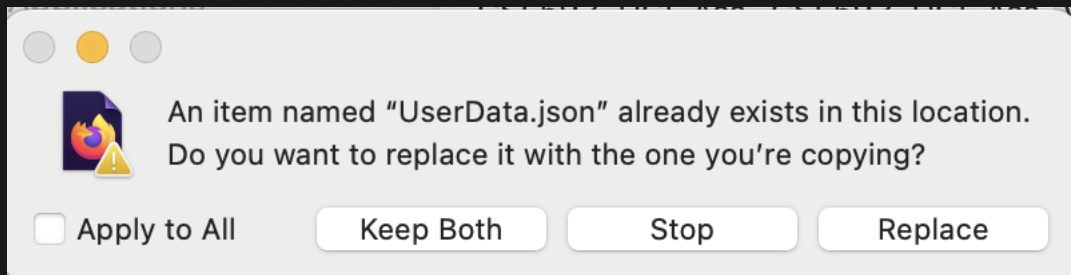 An item named “UserData.json” already exists in this location.
Do you want to replace it with the one you’re copying?
Apply to All
Keep Both
Stop
Replace